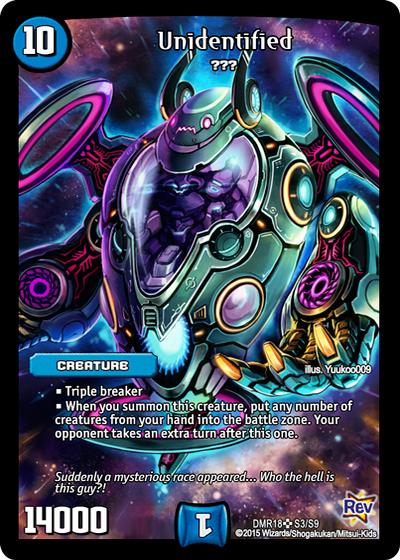 10
Unidentified
???
illus. Yuukoo009
CREATURE
▪ Triple breaker
▪ When you summon this creature, put any number of
creatures from your hand into the battle zone. Your
opponent takes an extra turn after this one.
Suddenly a mysterious race appeared... Who the hell is
this guy?!
Rev
14000
1
DMR18 S3/S9
©2015 Wizards/Shogakukan/Mitsui-Kids